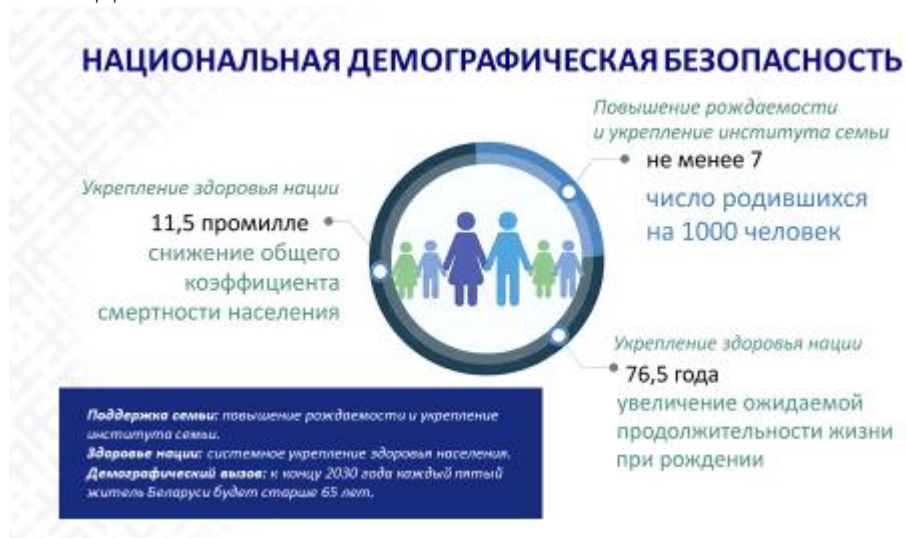 НАЦИОНАЛЬНАЯ ДЕМОГРАФИЧЕСКАЯ БЕЗОПАСНОСТЬ
Повышение рождаемости
и укрепление института семьи
не менее 7
число родившихся
на 1000 человек
Укрепление здоровья нации
11,5 промилле
снижение общего
коэффициента
смертности населения
Укрепление здоровья нации
76,5 года
увеличение ожидаемой
продолжительности жизни
при рождении
Поддержка семьи: повышение рождаемости и укрепление
института семьи.
Здоровье нации: системное укрепление здоровья населения.
Демографический вызов: к концу 2030 года каждый пятый
житель Беларуси будет старше 65 лет.